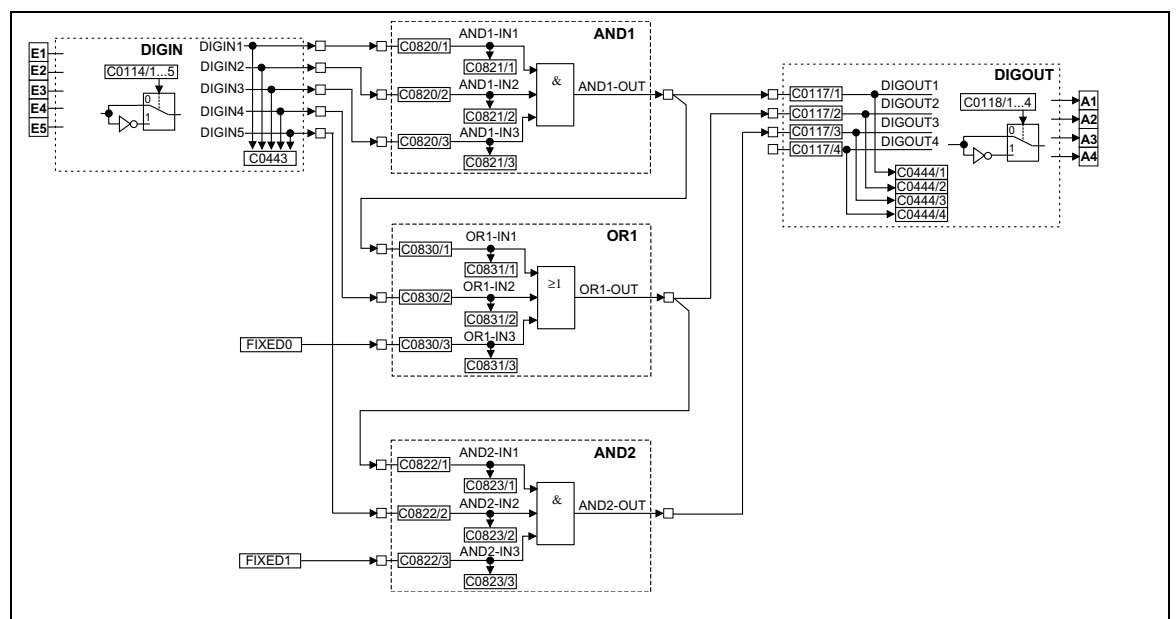 E1
E2
E3
E4
E5
DIGIN
C0114/1...5
0
1
DIGIN1
DIGIN2
DIGIN3
DIGIN4
DIGIN5
C0443
AND1
C0820/1
AND1-IN1
C0821/1
C0820/2
AND1-IN2
C0821/2
C0820/3
AND1-IN3
C0821/3
&
AND1-OUT
OR1
C0830/1
OR1-IN1
C0831/1
C0830/2
OR1-IN2
C0831/2
FIXED0
C0830/3
OR1-IN3
C0831/3
≥1
OR1-OUT
AND2
C0822/1
AND2-IN1
C0823/1
C0822/2
AND2-IN2
C0823/2
FIXED1
C0822/3
AND2-IN3
C0823/3
&
AND2-OUT
DIGOUT
C0117/1
DIGOUT1
C0117/2
DIGOUT2
C0117/3
DIGOUT3
C0117/4
DIGOUT4
C0118/1...4
0
1
C0444/1
C0444/2
C0444/3
C0444/4
A1
A2
A3
A4